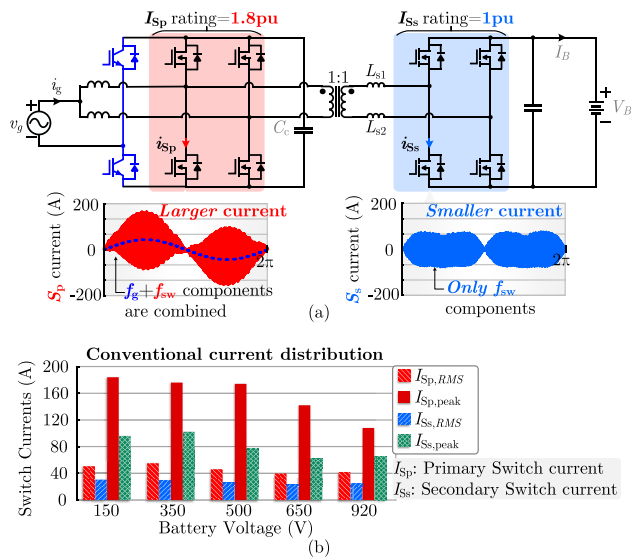 I_Sp rating=1.8pu
I_Ss rating=1pu
i_g
v_g
1:1
L_s1
L_s2
C_c
i_Sp
i_Ss
I_B
V_B
S_p current (A)
200
0
-200
Larger current
2π
f_g+f_sw components
are combined
S_s current (A)
200
0
-200
Smaller current
2π
Only f_sw
components
(a)
Conventional current distribution
Switch Currents (A)
200
160
120
80
40
0
150
350
500
650
920
Battery Voltage (V)
I_Sp,RMS
I_Sp,peak
I_Ss,RMS
I_Ss,peak
I_Sp: Primary Switch current
I_Ss: Secondary Switch current
(b)